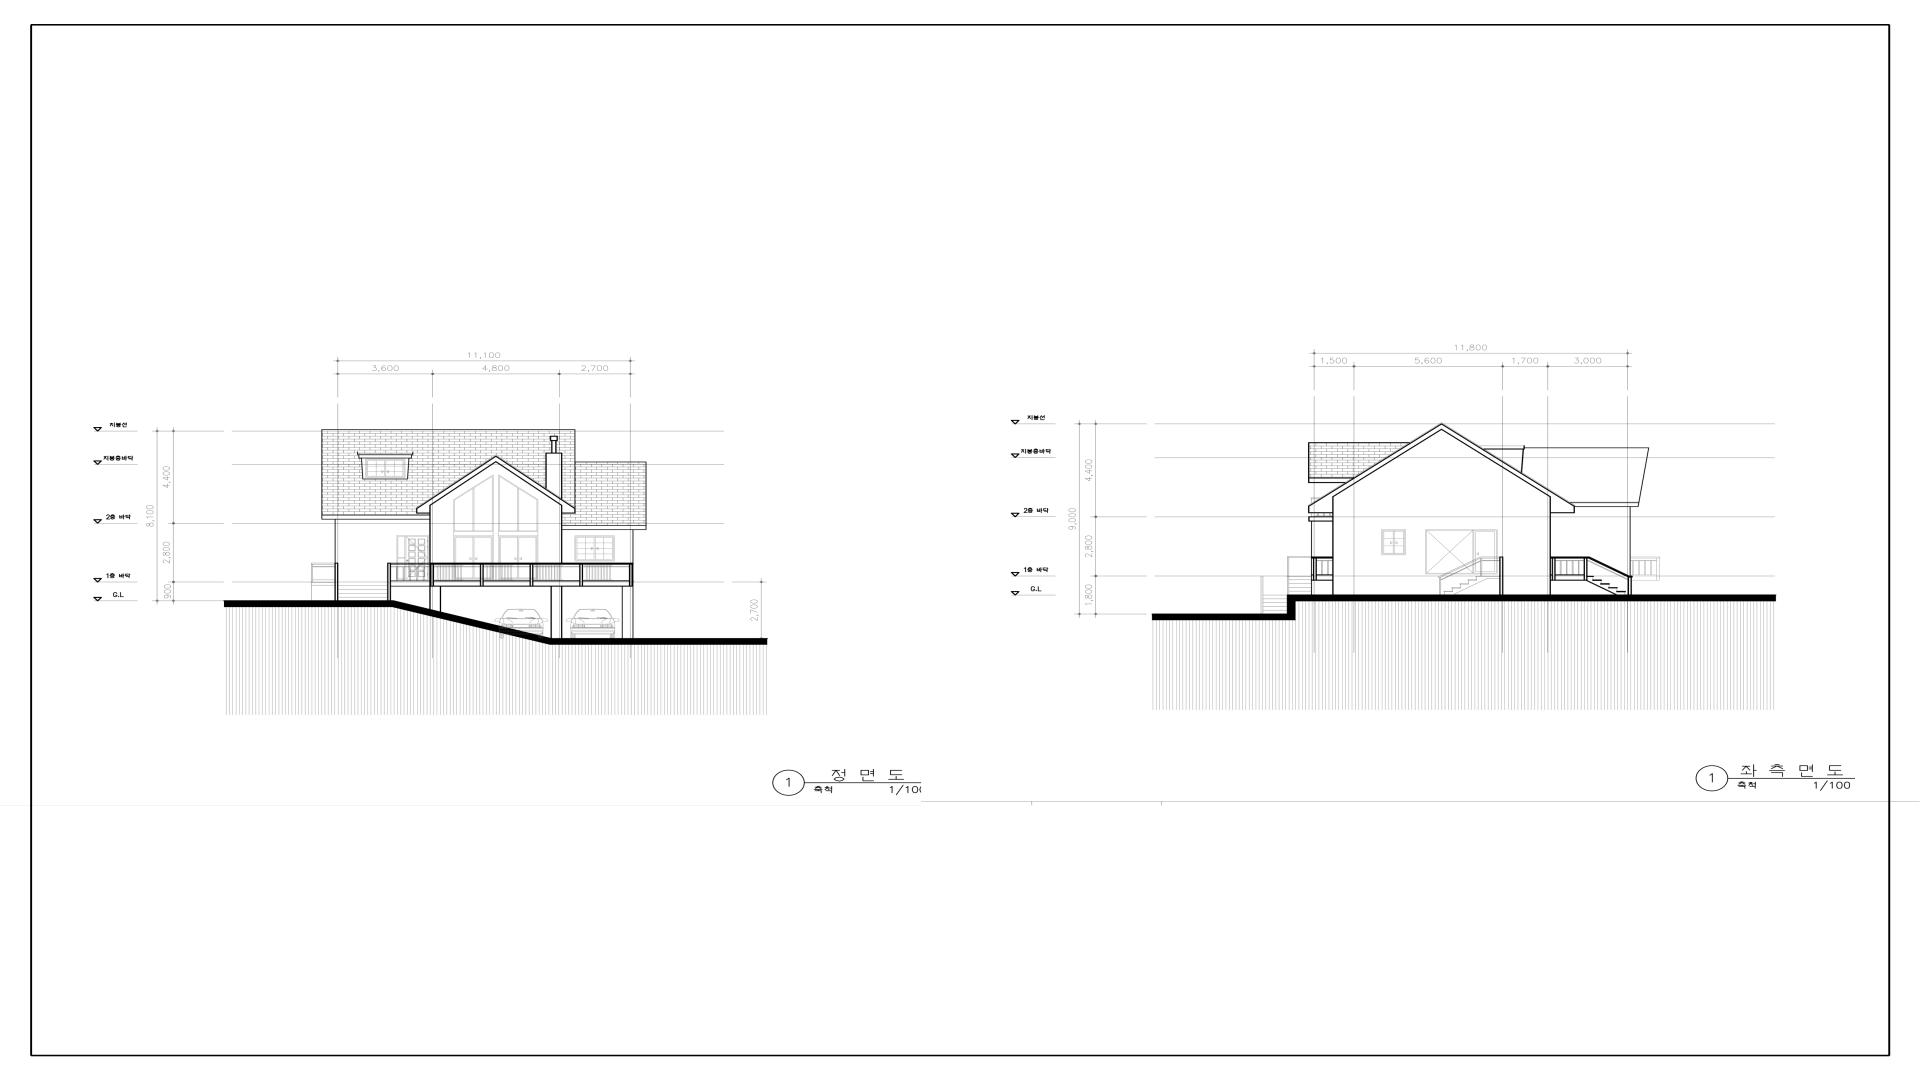 11,100
3,600 4,800 2,700
지붕선
지붕층바닥
2층 바닥
1층 바닥
G.L
8,100
4,400
2,800
900
2,700
1
정 면 도
축척 1/100
11,800
1,500 5,600 1,700 3,000
지붕선
지붕층바닥
2층 바닥
1층 바닥
G.L
9,000
4,400
2,800
1,800
1
좌 측 면 도
축척 1/100